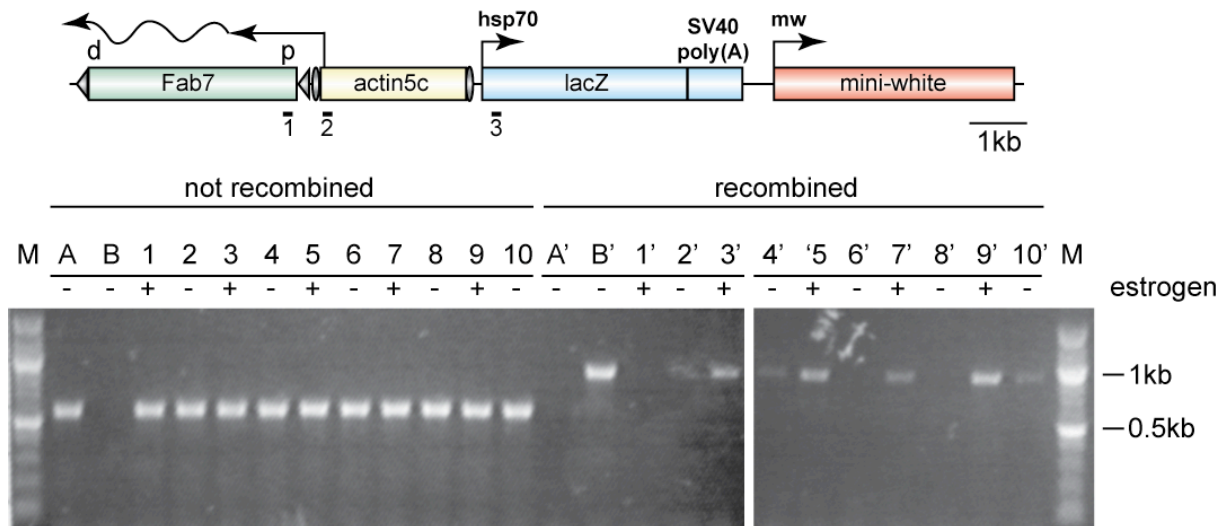 hsp70 SV40 mw
d p poly(A)
Fab7 actin5c lacZ mini-white
1 2 3 1kb
not recombined recombined
M A B 1 2 3 4 5 6 7 8 9 10 A' B' 1' 2' 3' 4' '5 6' 7' 8' 9' 10' M
- - + - + - + - + - + - - - + - + - + - + - + - estrogen
1kb
0.5kb